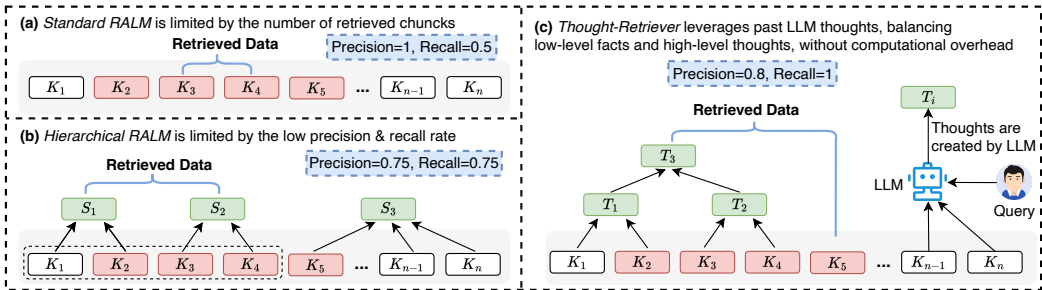 (a) Standard RALM is limited by the number of retrieved chuncks
Retrieved Data
Precision=1, Recall=0.5
K1 K2 K3 K4 K5 ... Kn−1 Kn
(b) Hierarchical RALM is limited by the low precision & recall rate
Retrieved Data
Precision=0.75, Recall=0.75
S1 S2 S3
K1 K2 K3 K4 K5 ... Kn−1 Kn
(c) Thought-Retriever leverages past LLM thoughts, balancing
low-level facts and high-level thoughts, without computational overhead
Precision=0.8, Recall=1
Retrieved Data
Ti
Thoughts are
created by LLM
T3
LLM
T1 T2
Query
K1 K2 K3 K4 K5 ... Kn−1 Kn